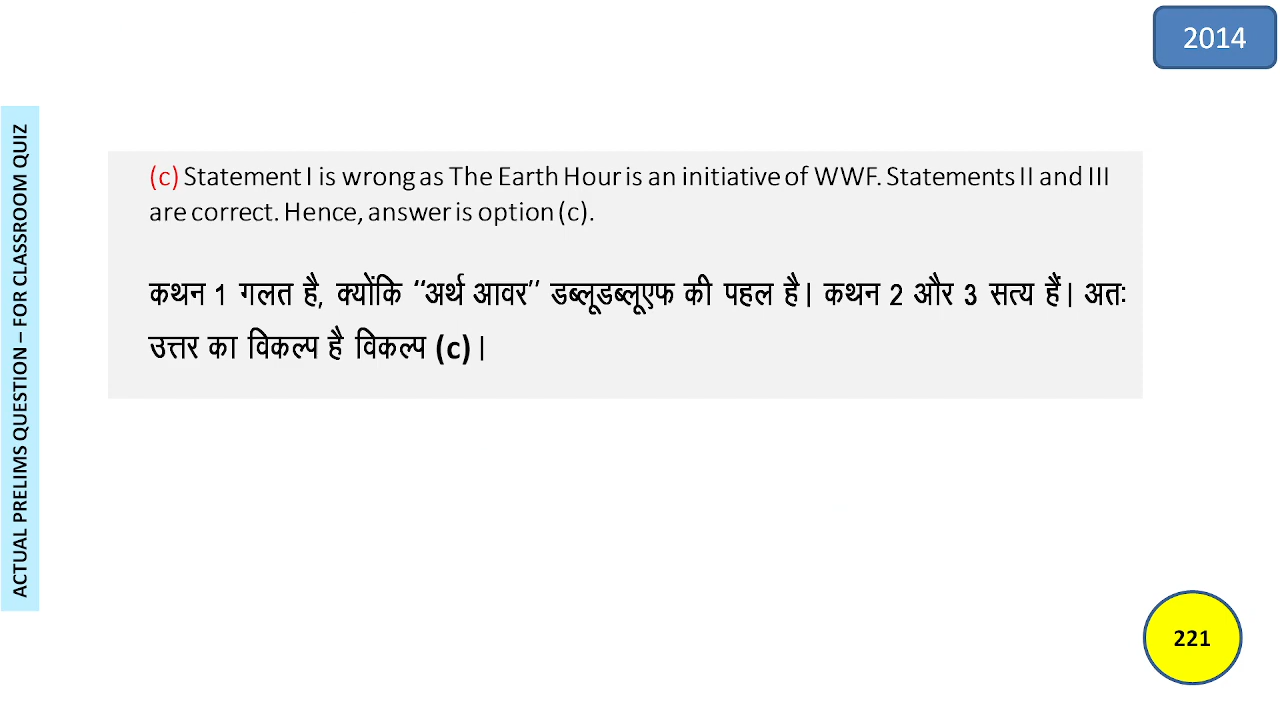 2014
ACTUAL PRELIMS QUESTION – FOR CLASSROOM QUIZ
(c) Statement I is wrong as The Earth Hour is an initiative of WWF. Statements II and III
are correct. Hence, answer is option (c).
कथन 1 गलत है, क्योंकि “अर्थ आवर” डब्लूडब्लूएफ की पहल है। कथन 2 और 3 सत्य हैं। अतः
उत्तर का विकल्प है विकल्प (c) ।
221